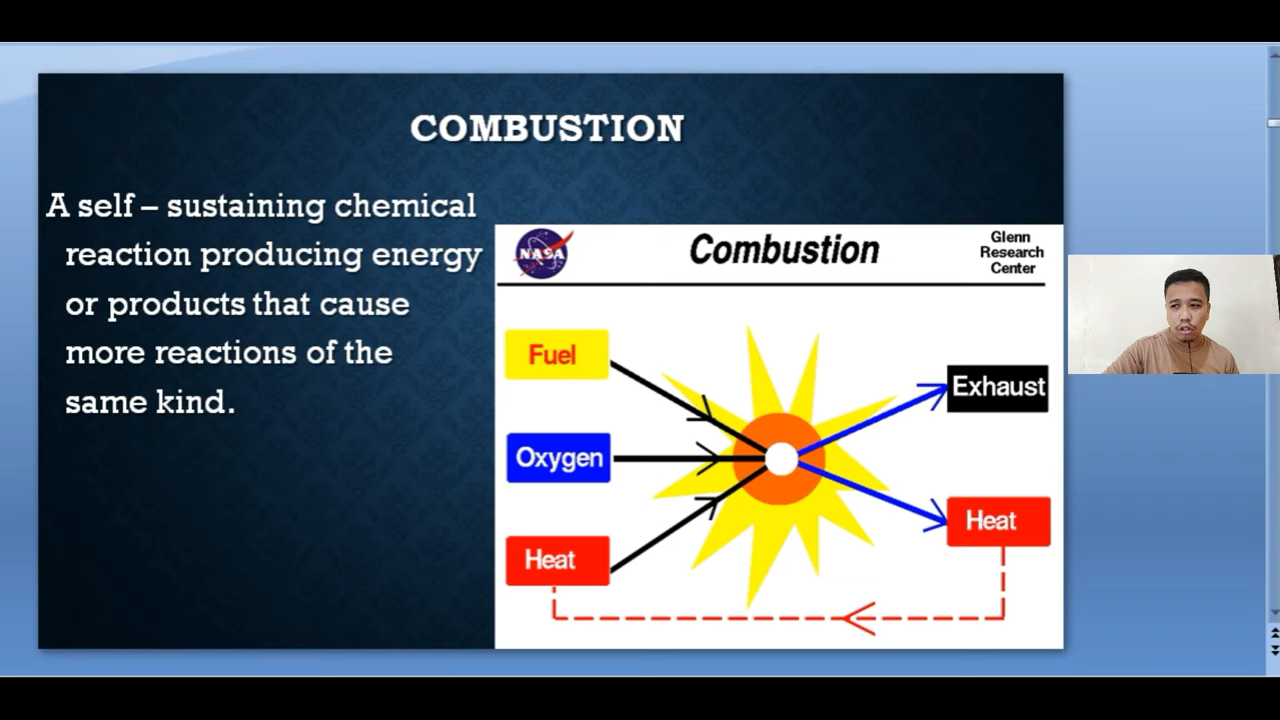 COMBUSTION
A self – sustaining chemical
reaction producing energy
or products that cause
more reactions of the
same kind.
NASA
Combustion
Glenn
Research
Center
Fuel
Oxygen
Heat
Exhaust
Heat